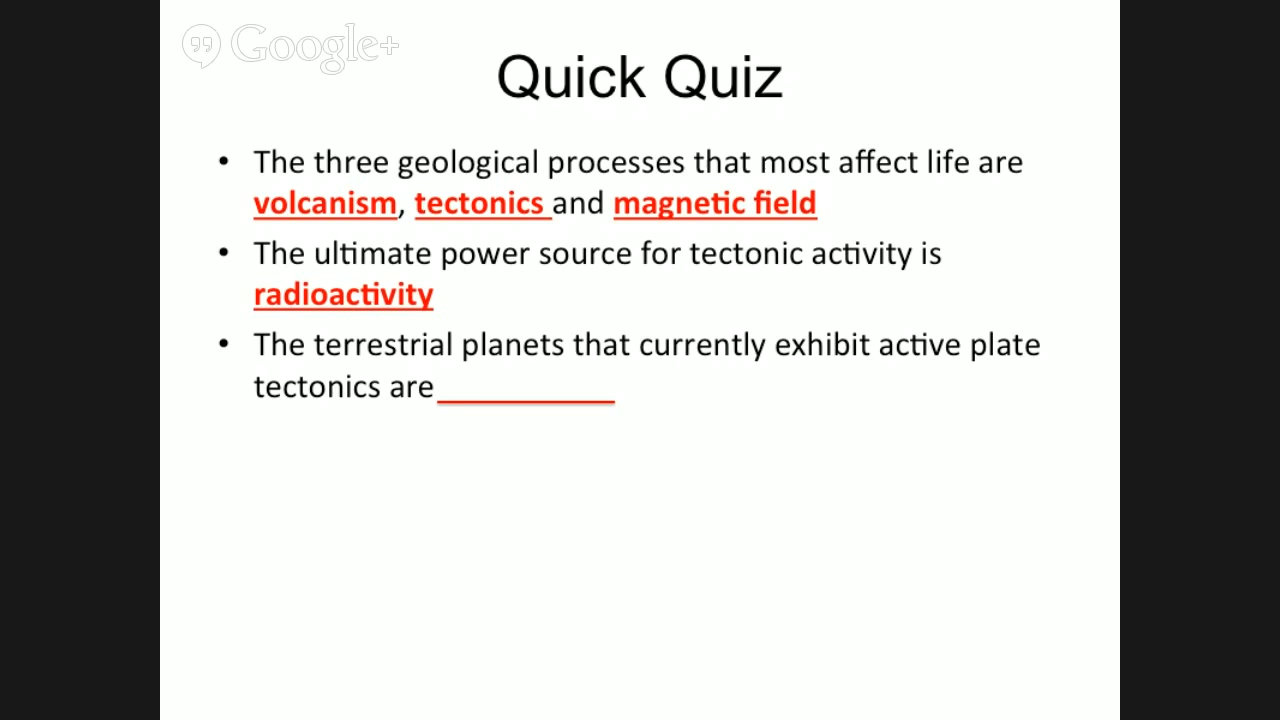 Google+
Quick Quiz
• The three geological processes that most affect life are
volcanism, tectonics and magnetic field
• The ultimate power source for tectonic activity is
radioactivity
• The terrestrial planets that currently exhibit active plate
tectonics are